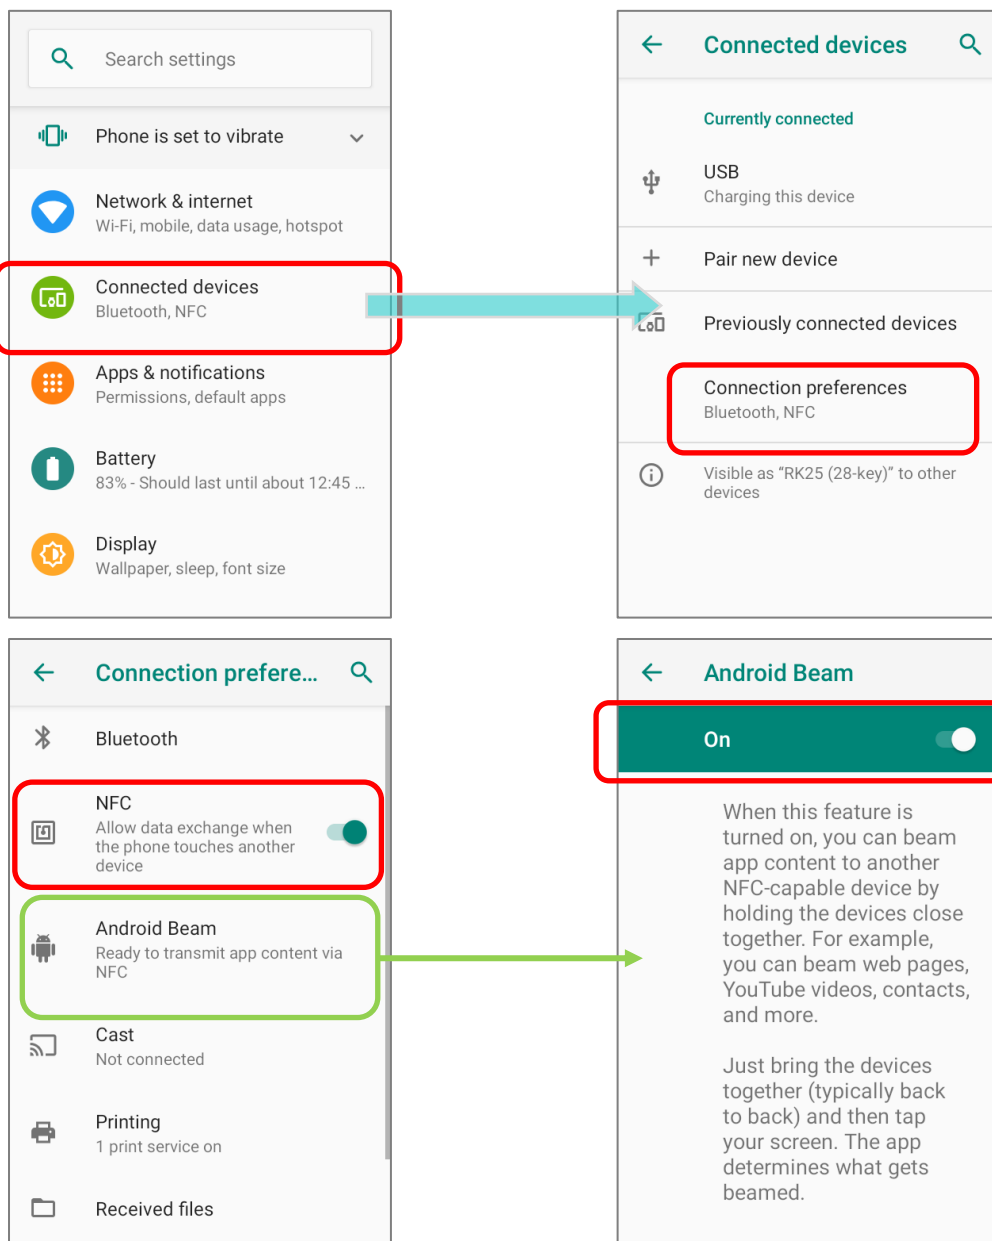 Search settings
Phone is set to vibrate
Network & internet
Wi-Fi, mobile, data usage, hotspot
Connected devices
Bluetooth, NFC
Apps & notifications
Permissions, default apps
Battery
83% - Should last until about 12:45 ...
Display
Wallpaper, sleep, font size
Connected devices
Currently connected
USB
Charging this device
Pair new device
Previously connected devices
Connection preferences
Bluetooth, NFC
Visible as “RK25 (28-key)” to other
devices
Connection prefere...
Bluetooth
NFC
Allow data exchange when
the phone touches another
device
Android Beam
Ready to transmit app content via
NFC
Cast
Not connected
Printing
1 print service on
Received files
Android Beam
On
When this feature is
turned on, you can beam
app content to another
NFC-capable device by
holding the devices close
together. For example,
you can beam web pages,
YouTube videos, contacts,
and more.
Just bring the devices
together (typically back
to back) and then tap
your screen. The app
determines what gets
beamed.